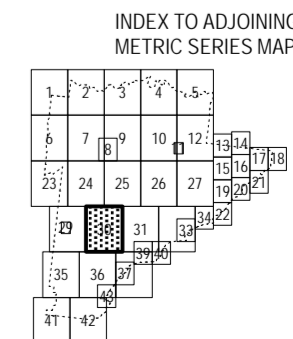 INDEX TO ADJOINING
METRIC SERIES MAP
1 2 3 4 5
6 7 8 9 10 11 12 13 14
15 16 17 18
23 24 25 26 27 19 20 21
29 30 31 33 34 22
39 40
35 36 37
43
41 42